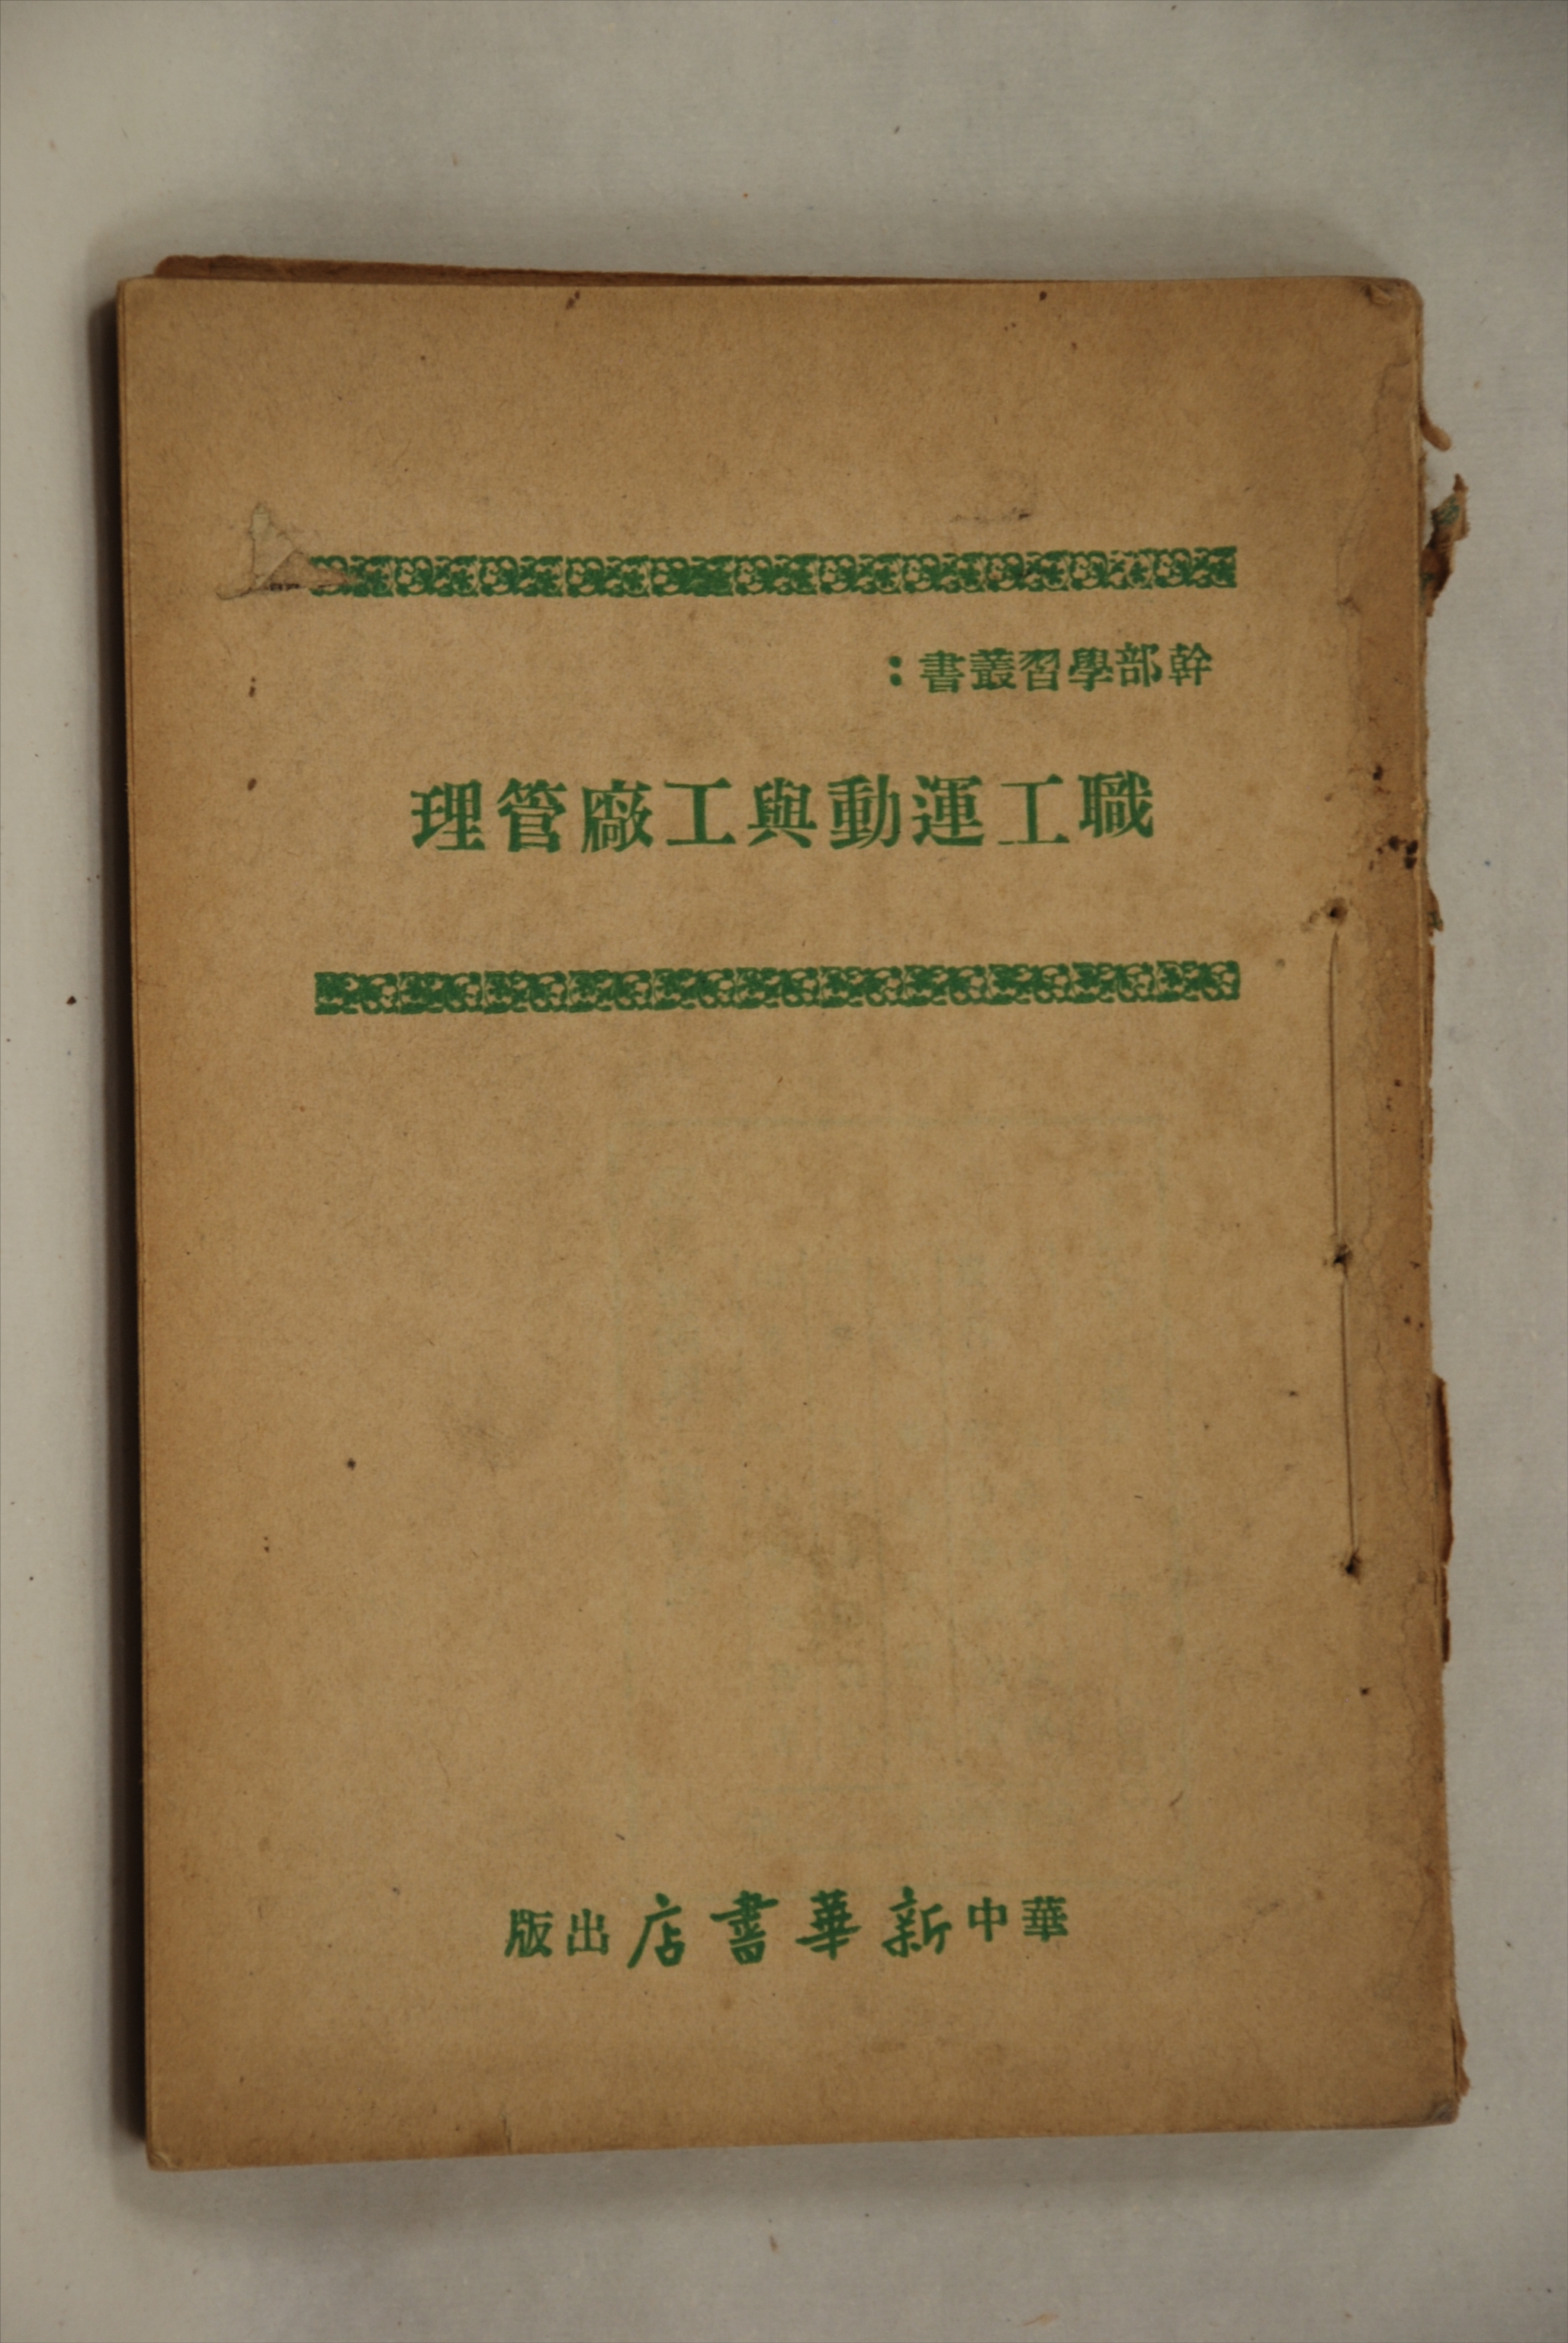 幹部學習叢書：
職工運動與工廠管理
華中新華書店出版